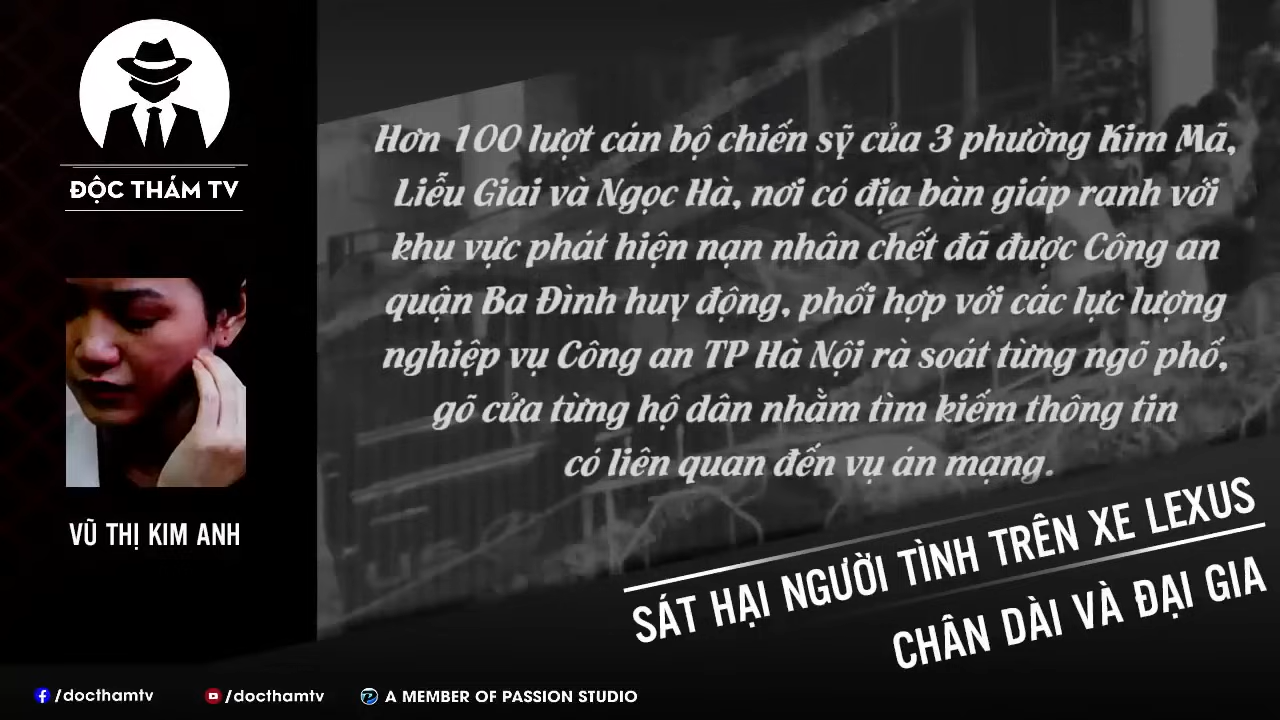 ĐỘC THÁM TV
VŨ THỊ KIM ANH
Hơn 100 lượt cán bộ chiến sỹ của 3 phường Kim Mã,
Liễu Giai và Ngọc Hà, nơi có địa bàn giáp ranh với
khu vực phát hiện nạn nhân chết đã được Công an
quận Ba Đình huy động, phối hợp với các lực lượng
nghiệp vụ Công an TP Hà Nội rà soát từng ngõ phố,
gõ cửa từng hộ dân nhằm tìm kiếm thông tin
có liên quan đến vụ án mạng.
SÁT HẠI NGƯỜI TÌNH TRÊN XE LEXUS
CHÂN DÀI VÀ ĐẠI GIA
/docthamtv
/docthamtv
A MEMBER OF PASSION STUDIO